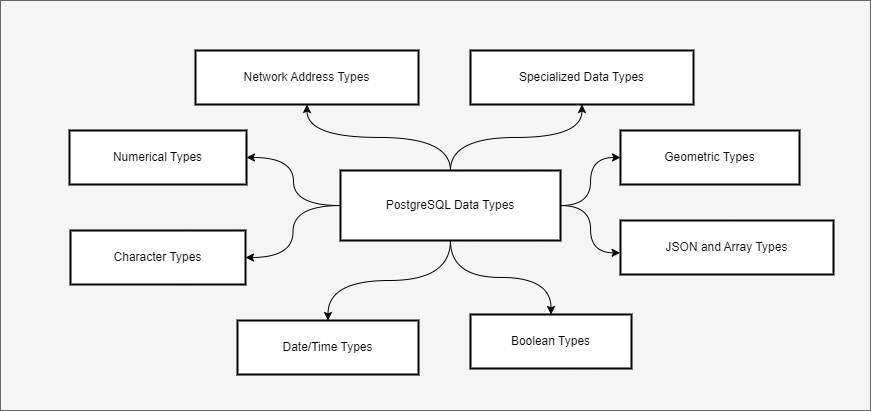 Network Address Types
Specialized Data Types
Numerical Types
Geometric Types
PostgreSQL Data Types
Character Types
JSON and Array Types
Date/Time Types
Boolean Types